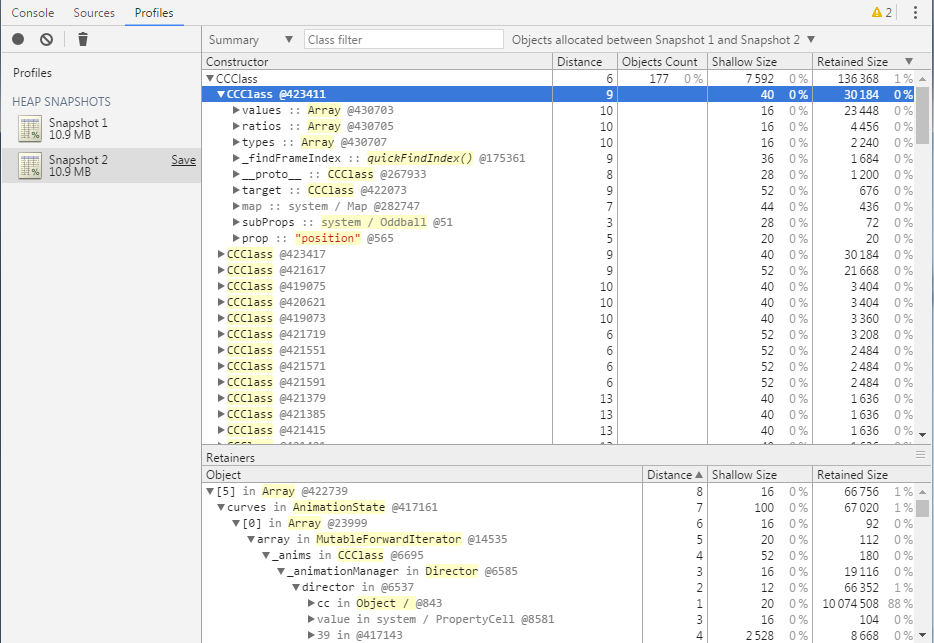 Console Sources Profiles 2
Summary ▼ Class filter Objects allocated between Snapshot 1 and Snapshot 2 ▼
Profiles
HEAP SNAPSHOTS
Snapshot 1
10.9 MB
Snapshot 2 Save
10.9 MB
Constructor Distance Objects Count Shallow Size Retained Size ▼
▼CCClass 6 177 0 % 7 592 0 % 136 368 1 %
▼CCClass @423411 9 40 0 % 30 184 0 %
▶values :: Array @430703 10 16 0 % 23 448 0 %
▶ratios :: Array @430705 10 16 0 % 4 456 0 %
▶types :: Array @430707 10 16 0 % 2 240 0 %
▶_findFrameIndex :: quickFindIndex() @175361 9 36 0 % 1 684 0 %
▶__proto__ :: CCClass @267933 8 28 0 % 1 200 0 %
▶target :: CCClass @422073 9 52 0 % 676 0 %
▶map :: system / Map @282747 7 44 0 % 436 0 %
▶subProps :: system / Oddball @51 3 28 0 % 72 0 %
▶prop :: "position" @565 5 20 0 % 20 0 %
▶CCClass @423417 9 40 0 % 30 184 0 %
▶CCClass @421617 9 52 0 % 21 668 0 %
▶CCClass @419075 10 40 0 % 3 404 0 %
▶CCClass @420621 10 40 0 % 3 404 0 %
▶CCClass @419073 10 40 0 % 3 360 0 %
▶CCClass @421719 6 52 0 % 3 208 0 %
▶CCClass @421551 6 52 0 % 2 484 0 %
▶CCClass @421571 6 52 0 % 2 484 0 %
▶CCClass @421591 6 52 0 % 2 484 0 %
▶CCClass @421379 13 40 0 % 1 636 0 %
▶CCClass @421385 13 40 0 % 1 636 0 %
▶CCClass @421415 13 40 0 % 1 636 0 %
Retainers
Object Distance ▲ Shallow Size Retained Size
▼[5] in Array @422739 8 16 0 % 66 756 1 %
▼curves in AnimationState @417161 7 100 0 % 67 020 1 %
▼[0] in Array @23999 6 16 0 % 92 0 %
▼array in MutableForwardIterator @14535 5 20 0 % 112 0 %
▼_anims in CCClass @6695 4 52 0 % 180 0 %
▼_animationManager in Director @6585 3 16 0 % 19 116 0 %
▼director in @6537 2 12 0 % 66 352 1 %
▶cc in Object / @843 1 20 0 % 10 074 508 88 %
▶value in system / PropertyCell @8581 16 0 % 104 0 %
▶39 in @417143 4 2 528 0 % 8 668 0 %